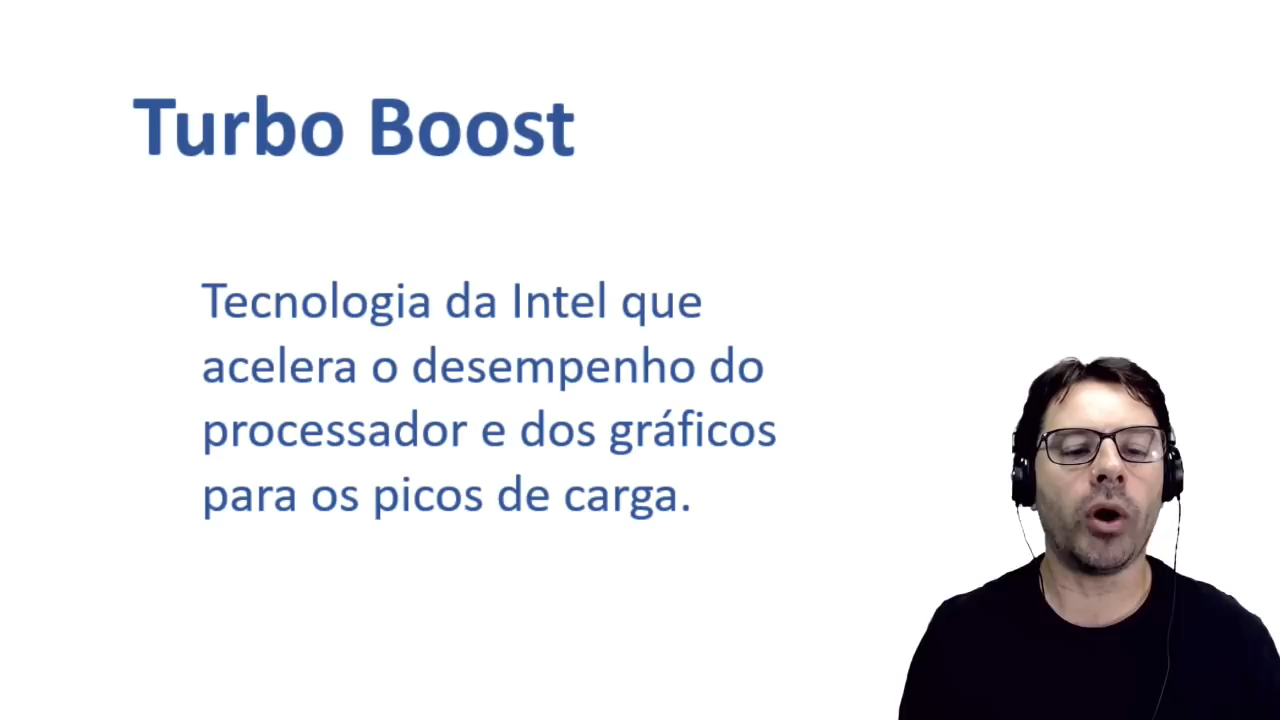 Turbo Boost
Tecnologia da Intel que
acelera o desempenho do
processador e dos gráficos
para os picos de carga.